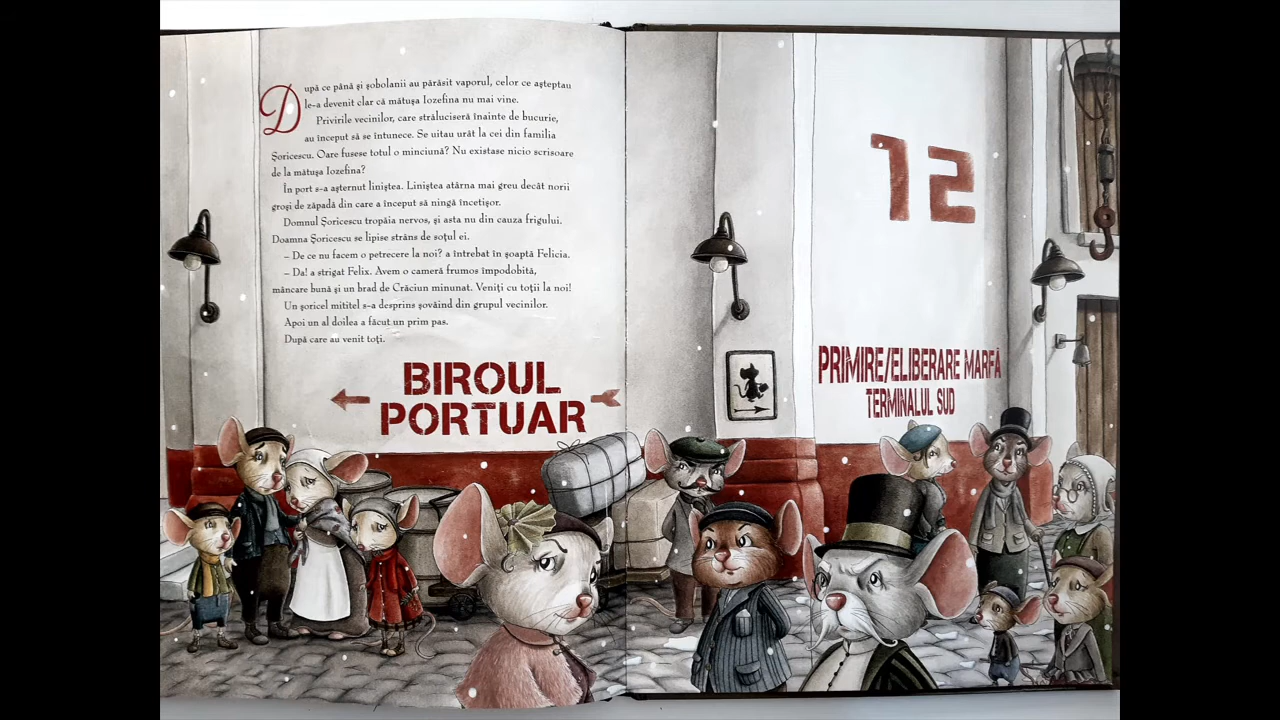 După ce până și șobolanii au părăsit vaporul, celor ce așteptau
le-a devenit clar că mătușa Iozefina nu mai vine.
Privirile vecinilor, care străluciseră înainte de bucurie,
au început să se întunece. Se uitau urât la cei din familia
Șoricescu. Oare fusese totul o minciună? Nu existase nicio scrisoare
de la mătușa Iozefina?
În port s-a așternut liniștea. Liniștea atârna mai greu decât norii
groși de zăpadă din care a început să ningă încetișor.
Domnul Șoricescu tropăia nervos, și asta nu din cauza frigului.
Doamna Șoricescu se lipise strâns de soțul ei.
– De ce nu facem o petrecere la noi? a întrebat în șoaptă Felicia.
– Da! a strigat Felix. Avem o cameră frumos împodobită,
mâncare bună și un brad de Crăciun minunat. Veniți cu toții la noi!
Un șoricel mititel s-a desprins șovăind din grupul vecinilor.
Apoi un al doilea a făcut un prim pas.
După care au venit toți.
BIROUL
PORTUAR
12
PRIMIRE/ELIBERARE MARFĂ
TERMINALUL SUD